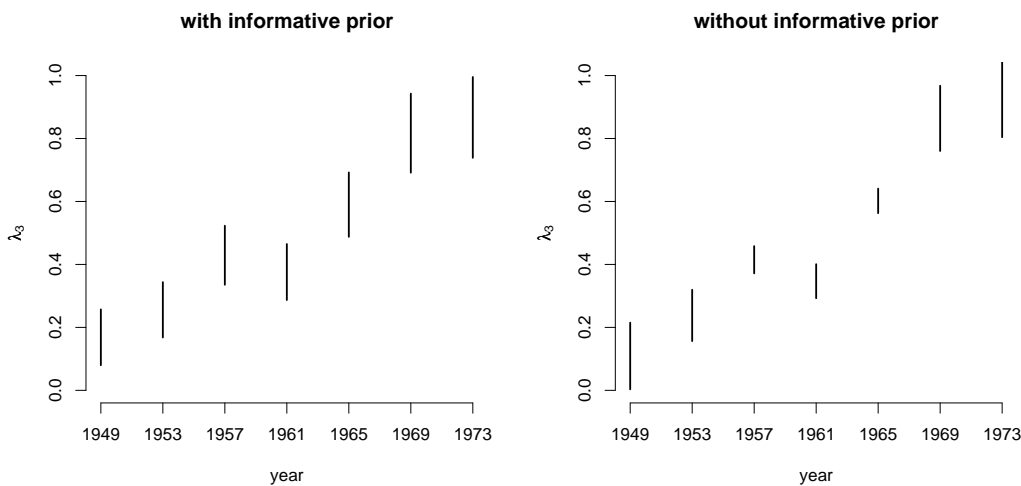 with informative prior
λ3
0.0 0.2 0.4 0.6 0.8 1.0
1949 1953 1957 1961 1965 1969 1973
year
without informative prior
λ3
0.0 0.2 0.4 0.6 0.8 1.0
1949 1953 1957 1961 1965 1969 1973
year